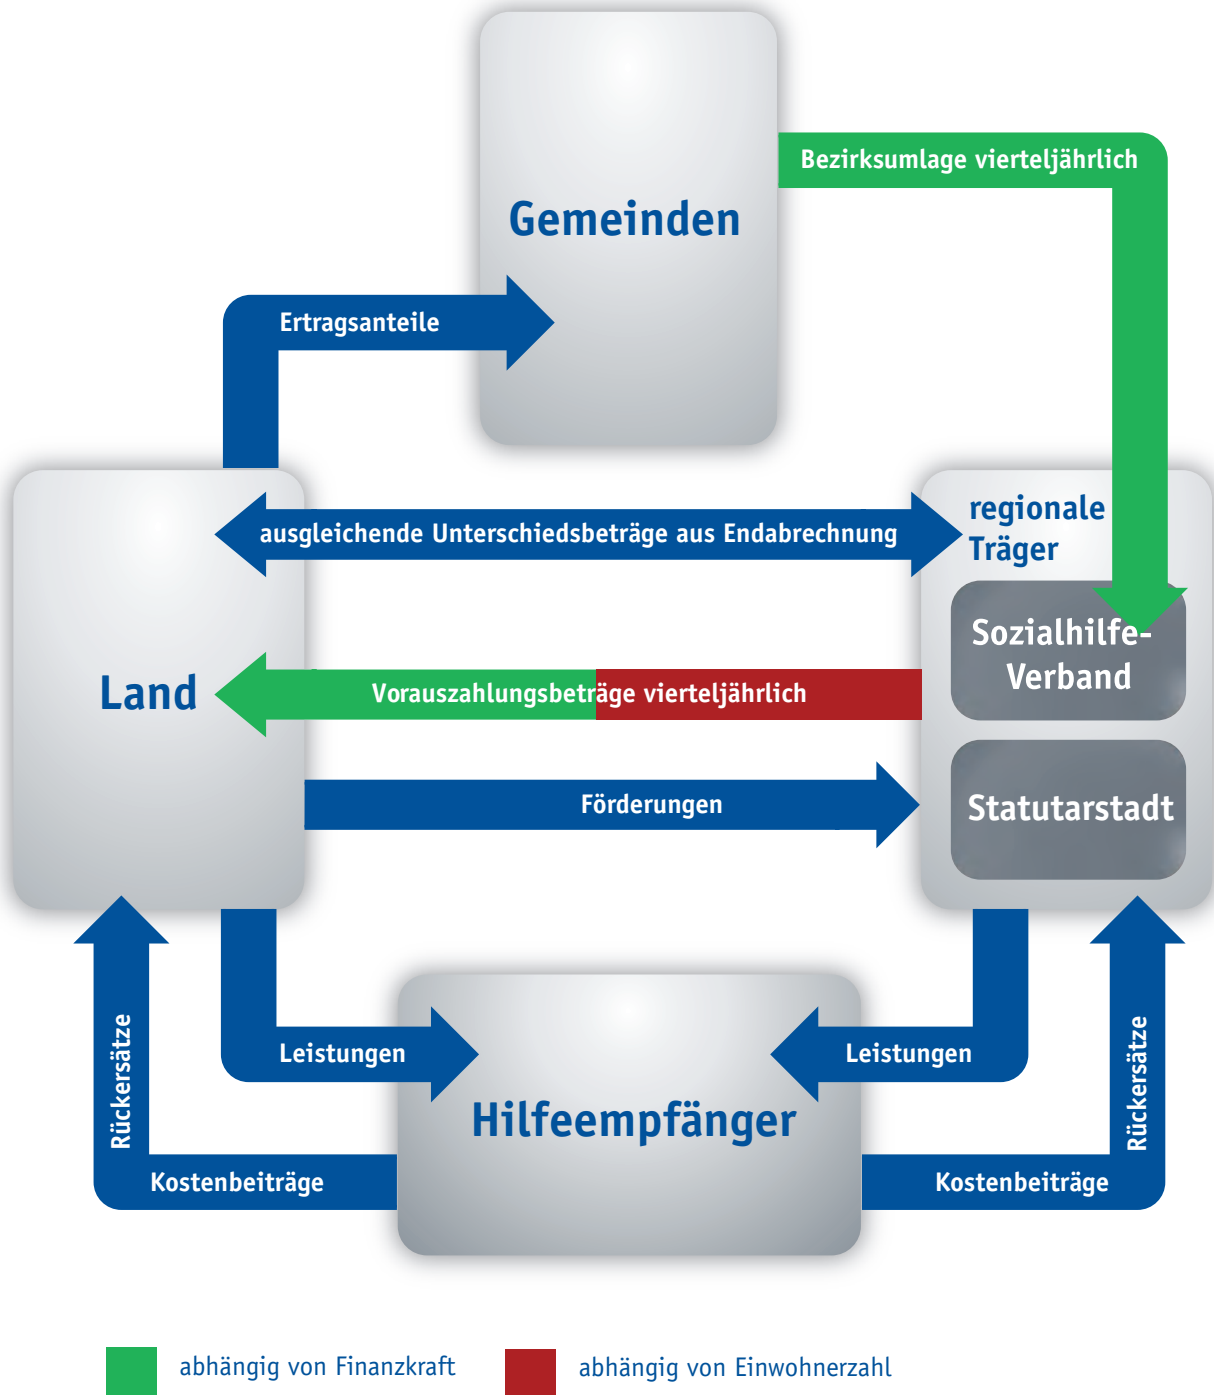 Bezirksumlage vierteljährlich
Gemeinden
Ertragsanteile
ausgleichende Unterschiedsbeträge aus Endabrechnung
regionale
Träger
Sozialhilfe-
Verband
Land
Vorauszahlungsbeträge vierteljährlich
Förderungen
Statutarstadt
Rückersätze
Leistungen
Leistungen
Rückersätze
Hilfeempfänger
Kostenbeiträge
Kostenbeiträge
abhängig von Finanzkraft
abhängig von Einwohnerzahl